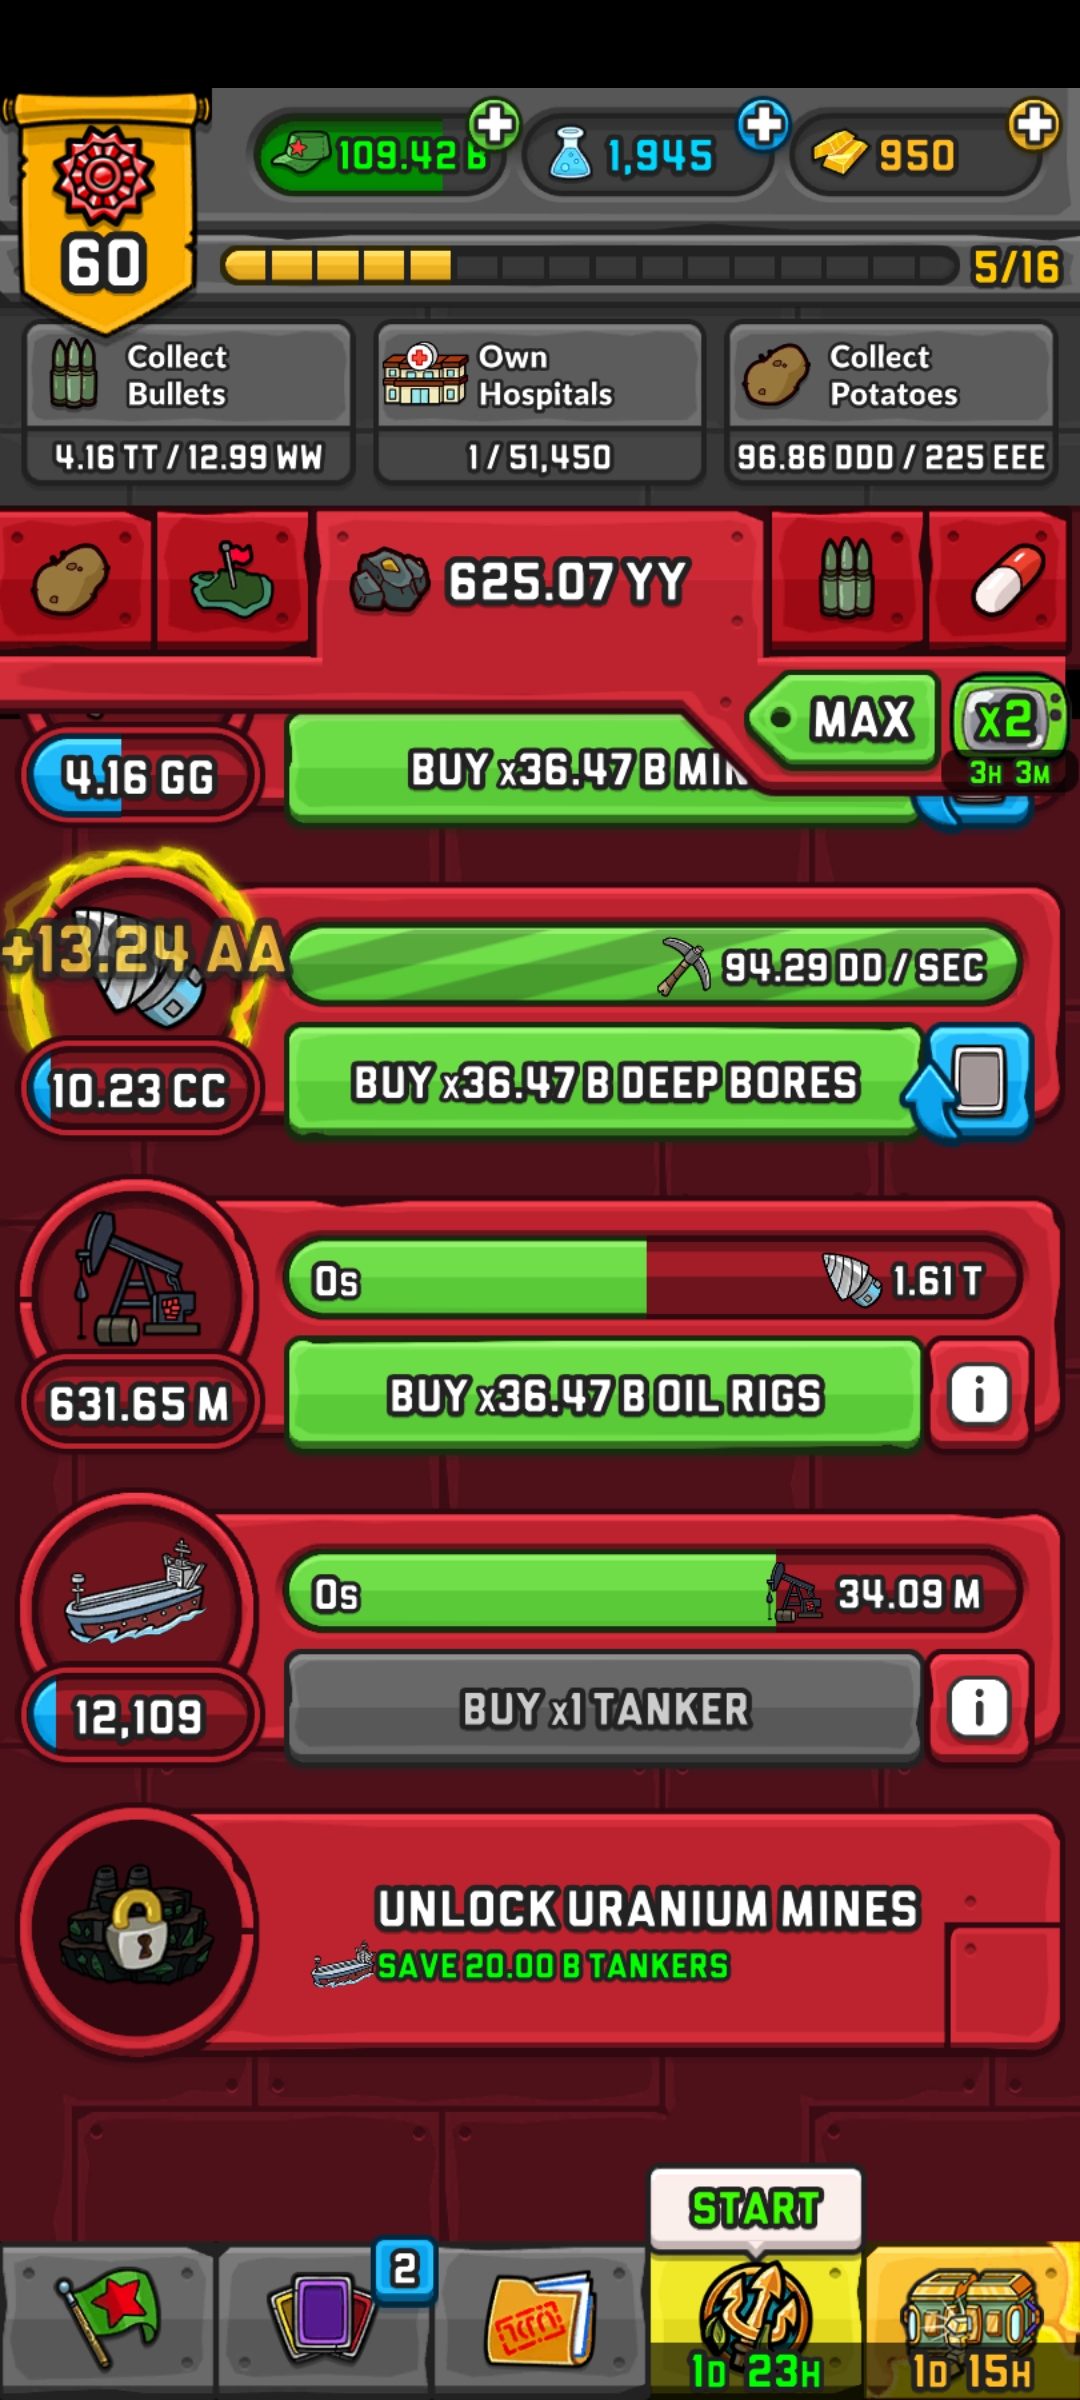 109.42 B
1,945
950
60
5/16
Collect
Bullets
Own
Hospitals
Collect
Potatoes
4.16 TT / 12.99 WW
1 / 51,450
96.86 DDD / 225 EEE
625.07 YY
MAX
x2
3H 3M
4.16 GG
BUY x36.47 B
+13.24 AA
94.29 DD / SEC
10.23 CC
BUY x36.47 B DEEP BORES
0s
1.61 T
631.65 M
BUY x36.47 B OIL RIGS
i
0s
34.09 M
12,109
BUY x1 TANKER
i
UNLOCK URANIUM MINES
SAVE 20.00 B TANKERS
START
2
1D 23H
1D 15H